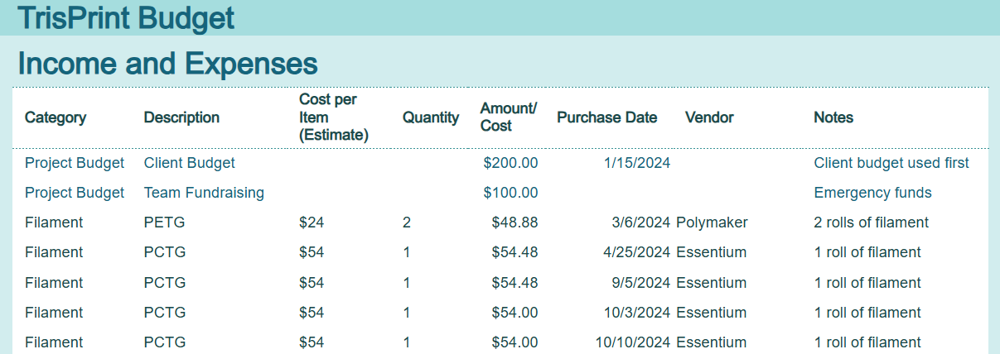 TrisPrint Budget
Income and Expenses
Category Description Cost per Item (Estimate) Quantity Amount/ Cost Purchase Date Vendor Notes
Project Budget Client Budget $200.00 1/15/2024 Client budget used first
Project Budget Team Fundraising $100.00 Emergency funds
Filament PETG $24 2 $48.88 3/6/2024 Polymaker 2 rolls of filament
Filament PCTG $54 1 $54.48 4/25/2024 Essentium 1 roll of filament
Filament PCTG $54 1 $54.48 9/5/2024 Essentium 1 roll of filament
Filament PCTG $54 1 $54.00 10/3/2024 Essentium 1 roll of filament
Filament PCTG $54 1 $54.00 10/10/2024 Essentium 1 roll of filament